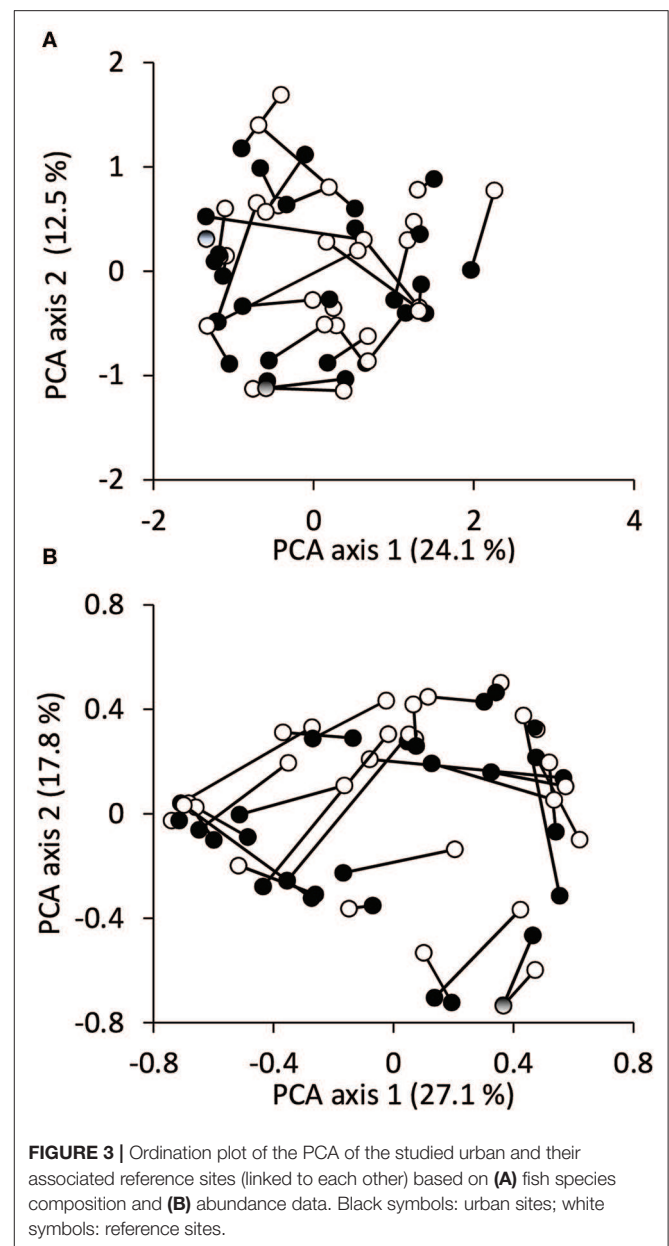 A
2
1
0
-1
-2
PCA axis 2 (12.5 %)
-2
0
2
4
PCA axis 1 (24.1 %)
B
0.8
0.4
0
-0.4
-0.8
PCA axis 2 (17.8 %)
-0.8
-0.4
0
0.4
0.8
PCA axis 1 (27.1 %)
FIGURE 3 | Ordination plot of the PCA of the studied urban and their
associated reference sites (linked to each other) based on (A) fish species
composition and (B) abundance data. Black symbols: urban sites; white
symbols: reference sites.